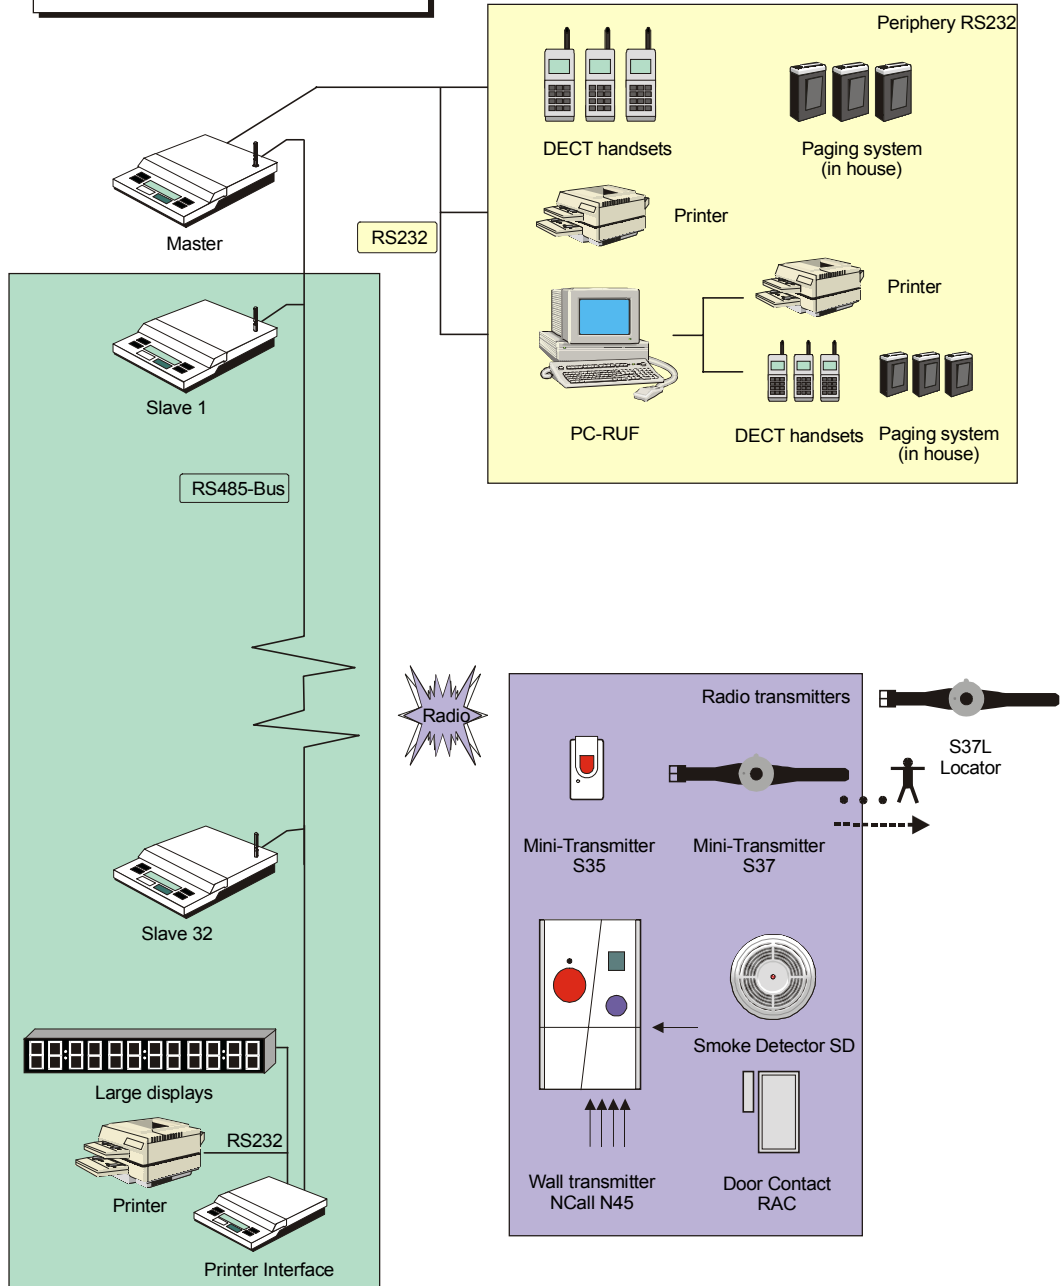 Periphery RS232
DECT handsets
Paging system
(in house)
Printer
Master
RS232
Printer
Slave 1
PC-RUF
DECT handsets
Paging system
(in house)
RS485-Bus
Radio
Radio transmitters
S37L
Locator
Mini-Transmitter
S35
Mini-Transmitter
S37
Slave 32
Smoke Detector SD
Large displays
RS232
Printer
Wall transmitter
NCall N45
Door Contact
RAC
Printer Interface